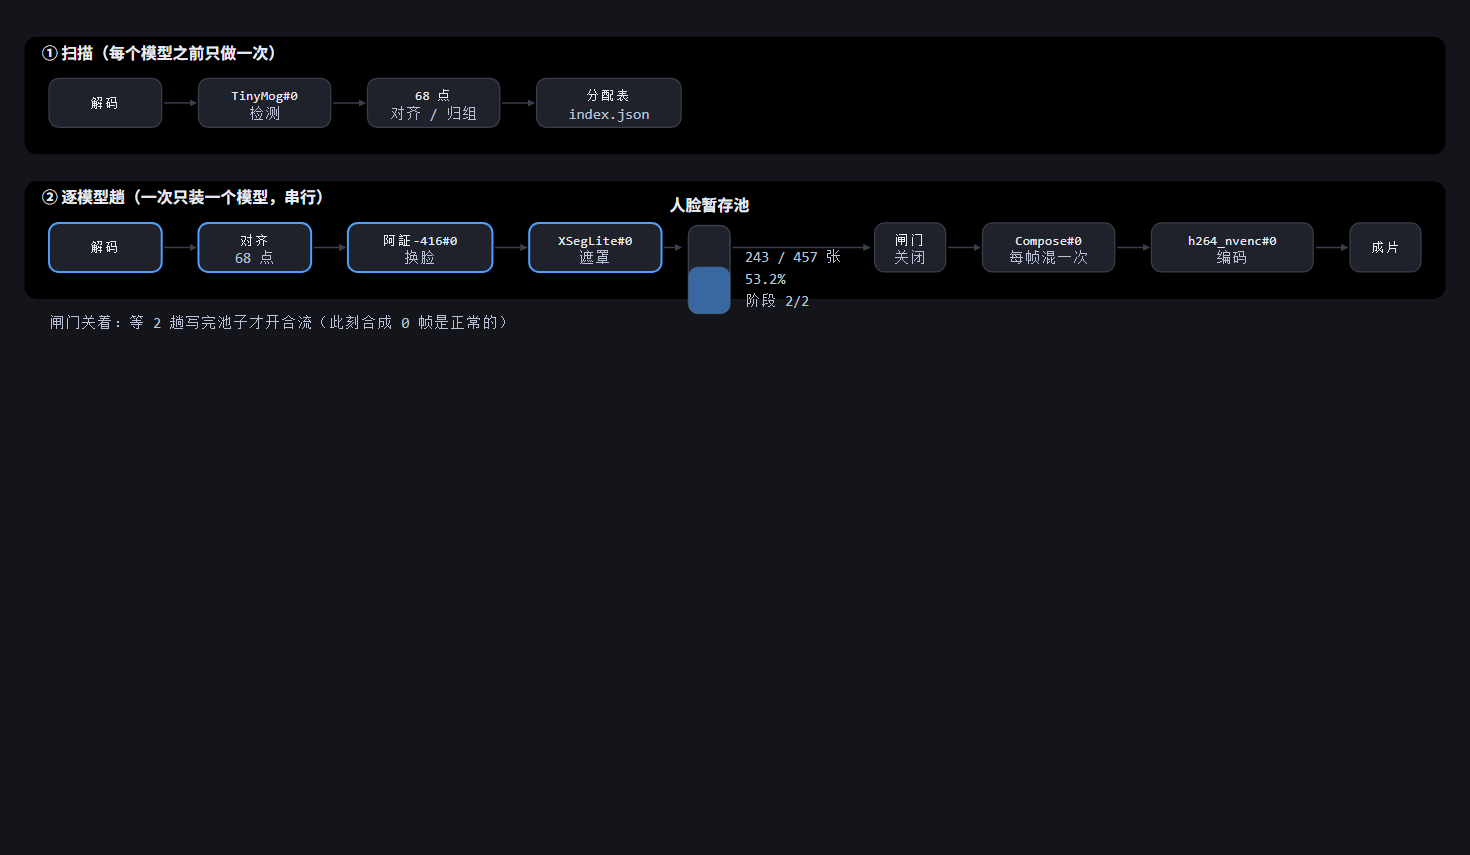 ① 扫描（每个模型之前只做一次）
解码
TinyMog#0
检测
68 点
对齐 / 归组
分配表
index.json
② 逐模型趟（一次只装一个模型，串行）
解码
对齐
68 点
阿証-416#0
换脸
XSegLite#0
遮罩
人脸暂存池
243 / 457 张
53.2%
阶段 2/2
闸门
关闭
Compose#0
每帧混一次
h264_nvenc#0
编码
成片
闸门关着：等 2 趟写完池子才开合流（此刻合成 0 帧是正常的）